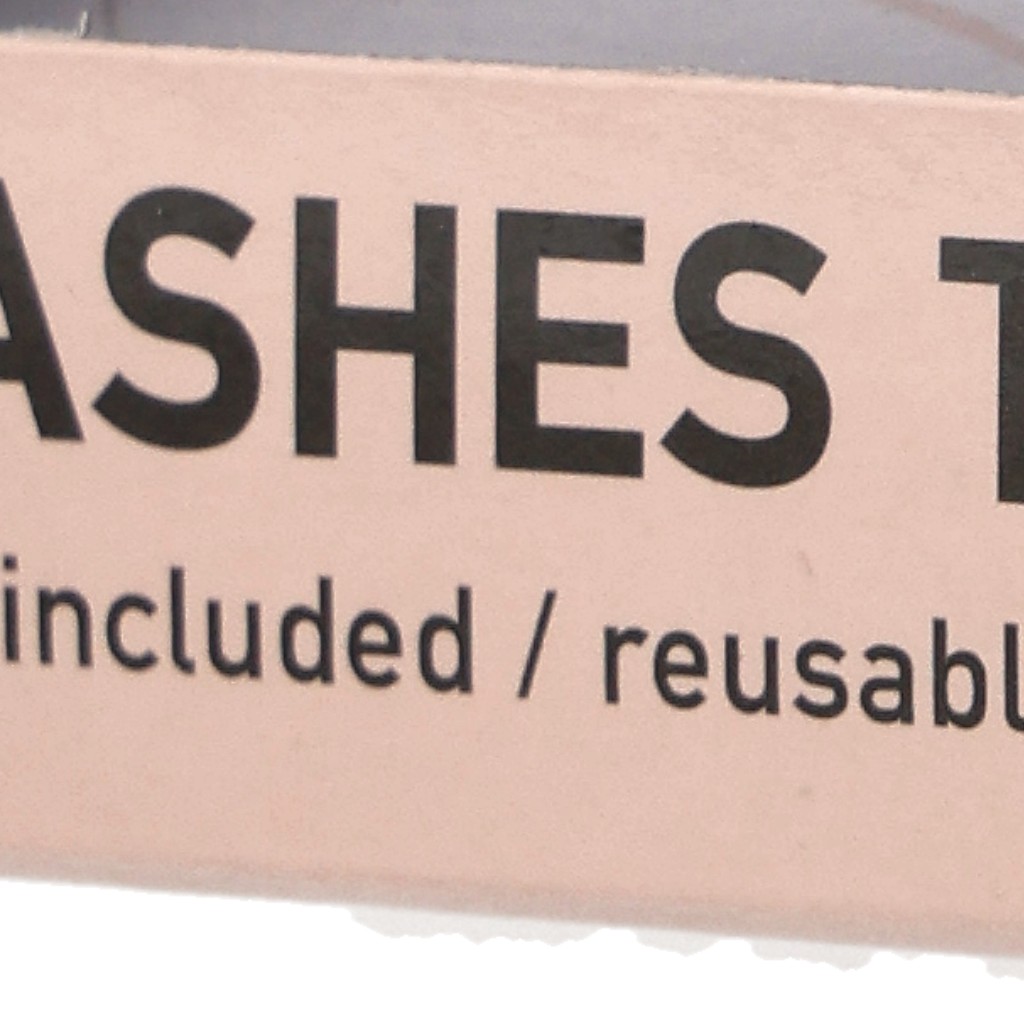 ASHES T
included / reusabl